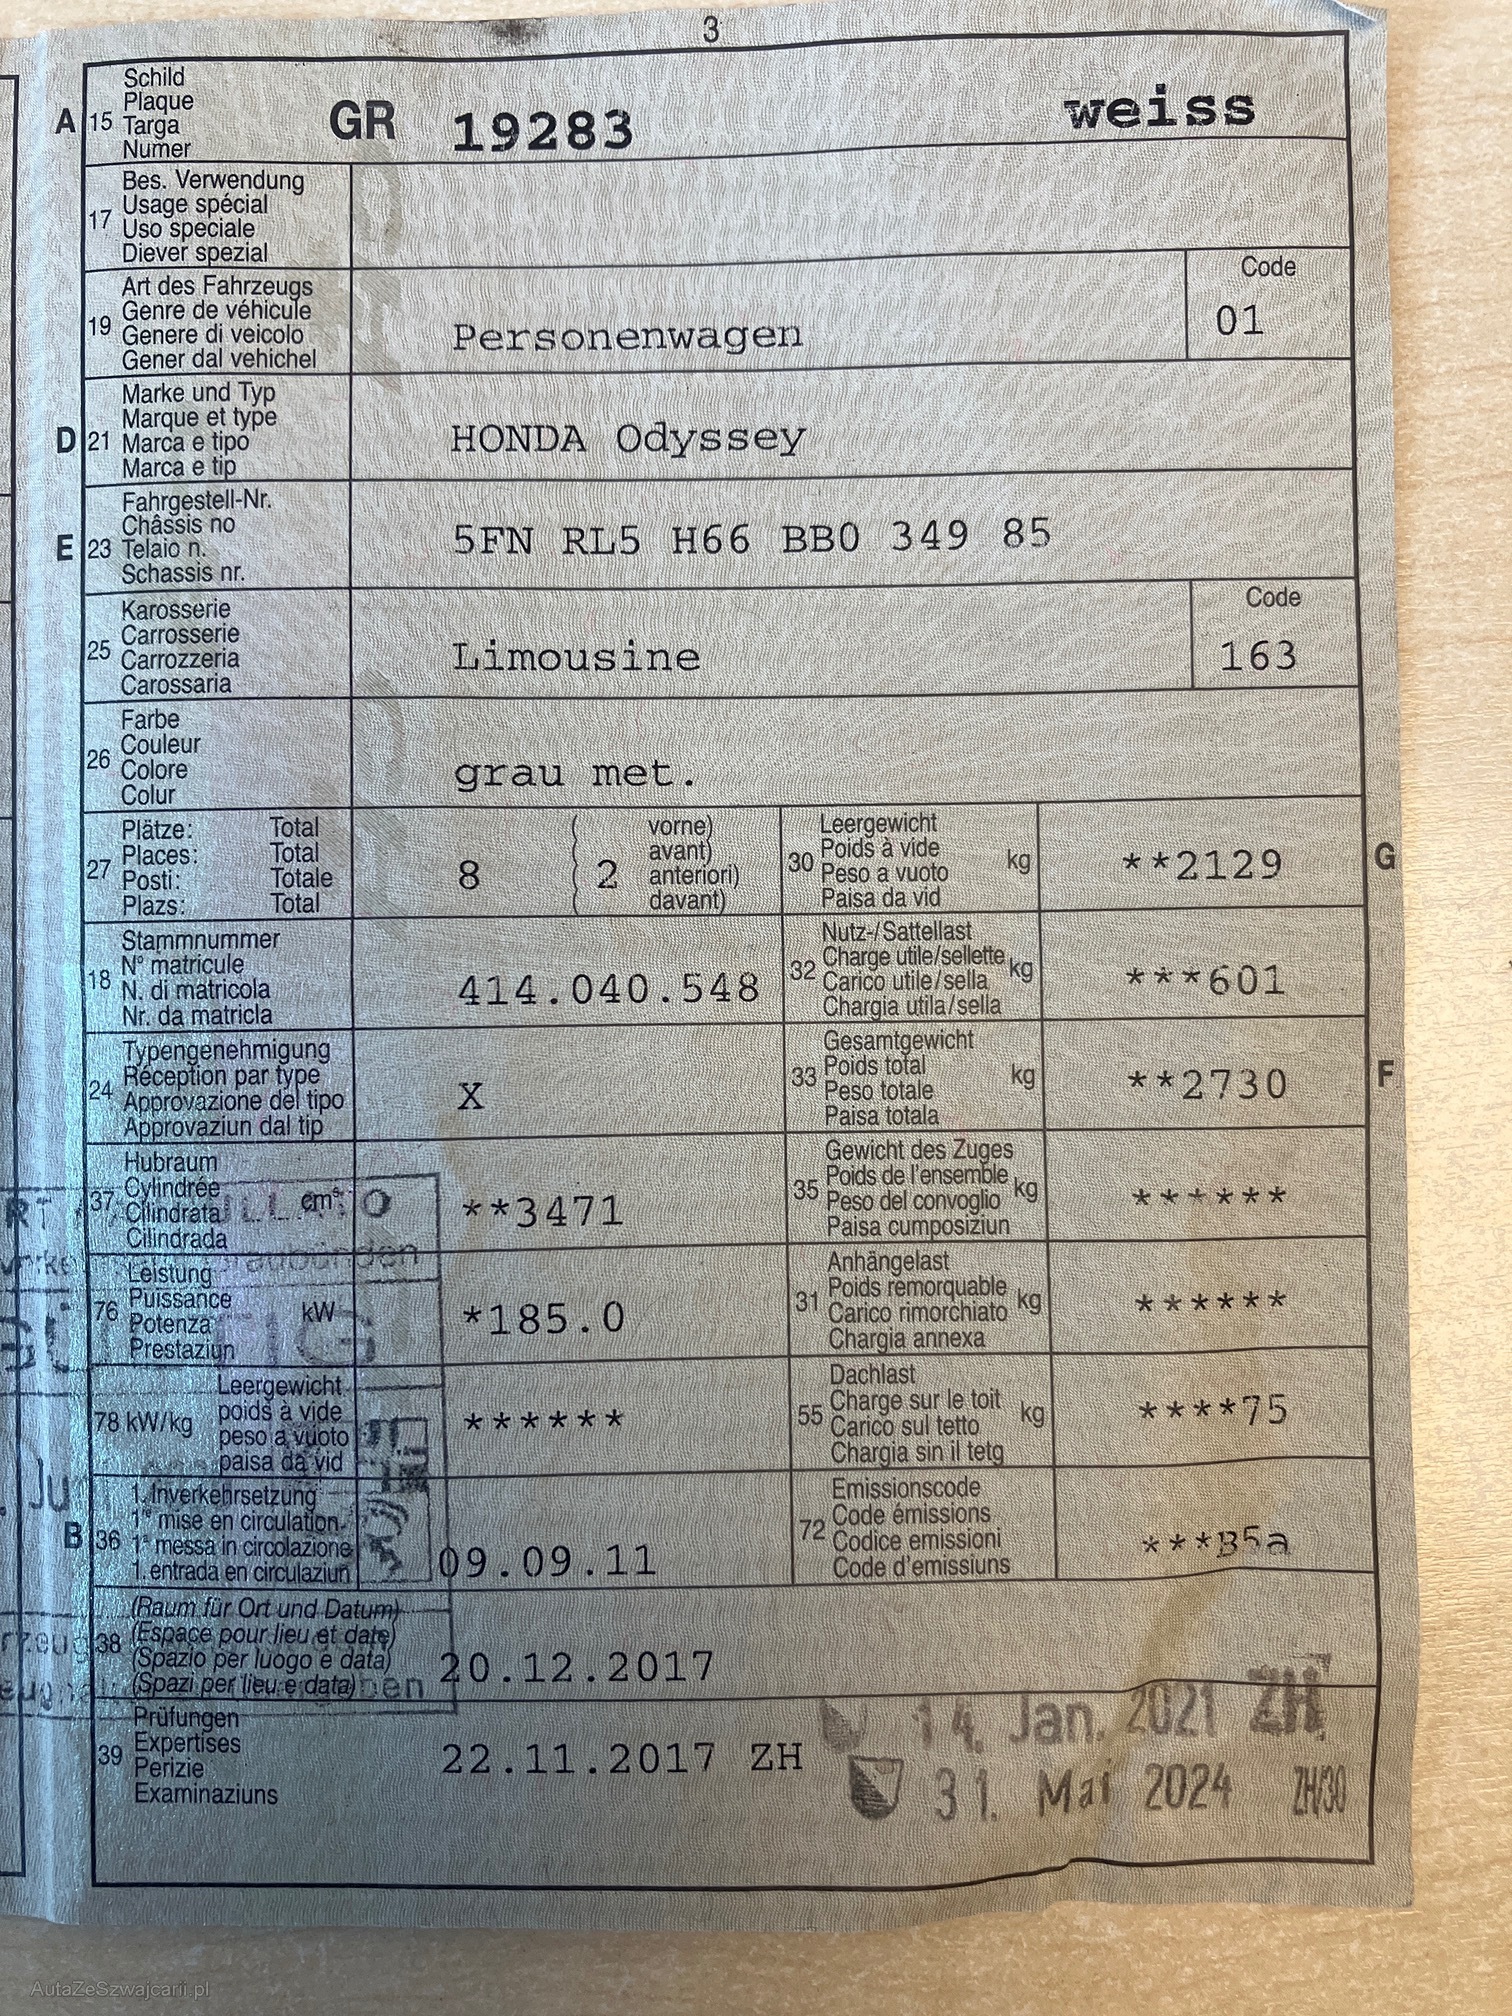 3
A 15 Schild
Plaque
Targa
Numer
GR 19283 weiss
17 Bes. Verwendung
Usage spécial
Uso speciale
Diever spezial
19 Art des Fahrzeugs
Genre de véhicule
Genere di veicolo
Gener dal vehichel
Personenwagen
Code
01
D 21 Marke und Typ
Marque et type
Marca e tipo
Marca e tip
HONDA Odyssey
E 23 Fahrgestell-Nr.
Châssis no
Telaio n.
Schassis nr.
5FN RL5 H66 BB0 349 85
25 Karosserie
Carrosserie
Carrozzeria
Carossaria
Limousine
Code
163
26 Farbe
Couleur
Colore
Colur
grau met.
27 Plätze: Total
Places: Total
Posti: Totale
Plazs: Total
8 ( 2 vorne)
avant)
anteriori)
davant)
30 Leergewicht
Poids à vide
Peso a vuoto
Paisa da vid
kg
**2129
G
18 Stammnummer
N° matricule
N. di matricola
Nr. da matricla
414.040.548
32 Nutz-/Sattellast
Charge utile/sellette
Carico utile/sella
Chargia utila/sella
kg
***601
24 Typengenehmigung
Réception par type
Approvazione del tipo
Approvaziun dal tip
X
33 Gesamtgewicht
Poids total
Peso totale
Paisa totala
kg
**2730
F
37 Hubraum
Cylindrée
Cilindrata
Cilindrada
cm³
**3471
35 Gewicht des Zuges
Poids de l'ensemble
Peso del convoglio
Paisa cumposiziun
kg
******
76 Leistung
Puissance
Potenza
Prestaziun
kW
*185.0
31 Anhängelast
Poids remorquable
Carico rimorchiato
Chargia annexa
kg
******
78 kW/kg Leergewicht
poids à vide
peso a vuoto
paisa da vid
******
55 Dachlast
Charge sur le toit
Carico sul tetto
Chargia sin il tetg
kg
****75
B 36 1. Inverkehrsetzung
1re mise en circulation
1a messa in circolazione
1. entrada en circulaziun
09.09.11
72 Emissionscode
Code émissions
Codice emissioni
Code d'emissiuns
***B5a
38 (Raum für Ort und Datum)
(Espace pour lieu et date)
(Spazio per luogo e data)
(Spazi per lieu e data)
20.12.2017
39 Prüfungen
Expertises
Perizie
Examinaziuns
22.11.2017 ZH
14. Jan. 2021 ZH
31. Mai 2024 ZH/30
AutaZeSzwajcarii.pl